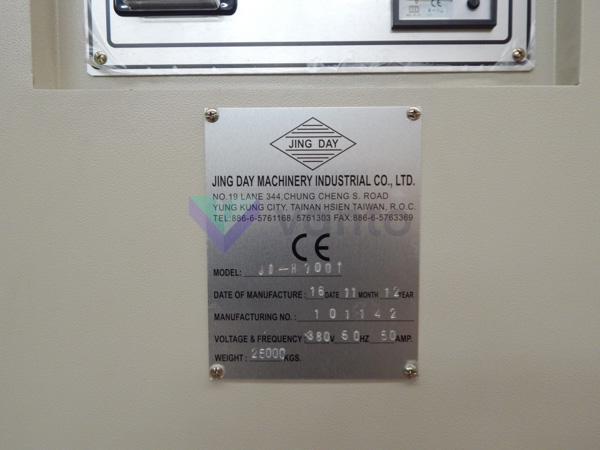 JING DAY
JING DAY MACHINERY INDUSTRIAL CO., LTD.
NO.19 LANE 344,CHUNG CHENG S. ROAD
YUNG KUNG CITY, TAINAN HSIEN TAIWAN, R.O.C.
TEL:886-6-5761168, 5761303 FAX:886-6-5763369
CE
MODEL:
DATE OF MANUFACTURE : 16 DATE 11 MONTH 12 YEAR
MANUFACTURING NO. : 101142
VOLTAGE & FREQUENCY : 380 V 50 HZ 50 AMP.
WEIGHT : 25000 KGS.